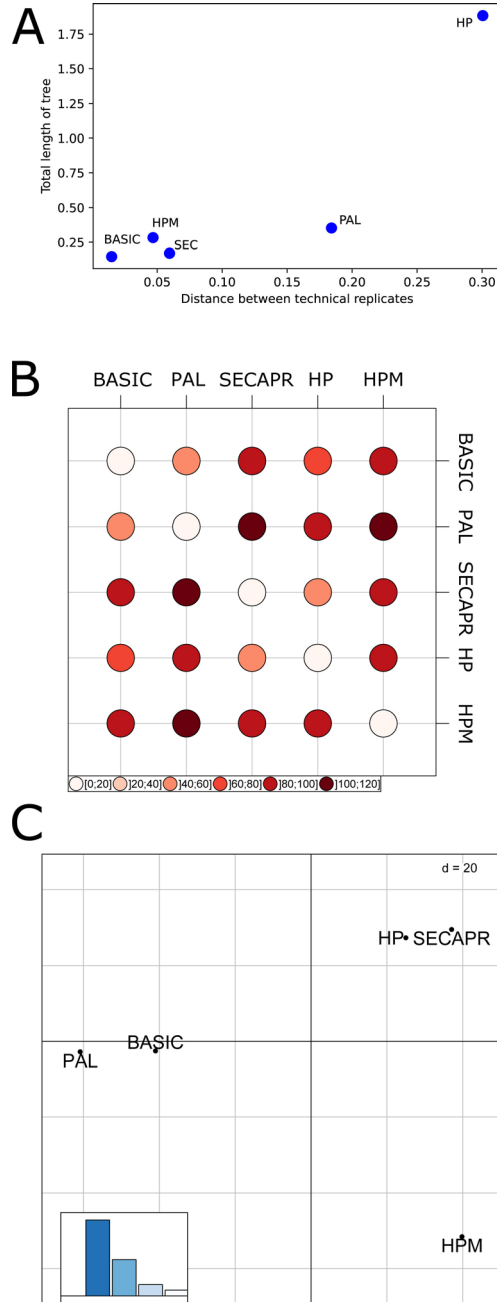 A
Total length of tree
1.75
1.50
1.25
1.00
0.75
0.50
0.25
HP
PAL
HPM
BASIC
SEC
0.05 0.10 0.15 0.20 0.25 0.30
Distance between technical replicates
B
BASIC PAL SECAPR HP HPM
BASIC
PAL
SECAPR
HP
HPM
[0;20] ]20;40] ]40;60] ]60;80] ]80;100] ]100;120]
C
d = 20
HP SECAPR
BASIC
PAL
HPM